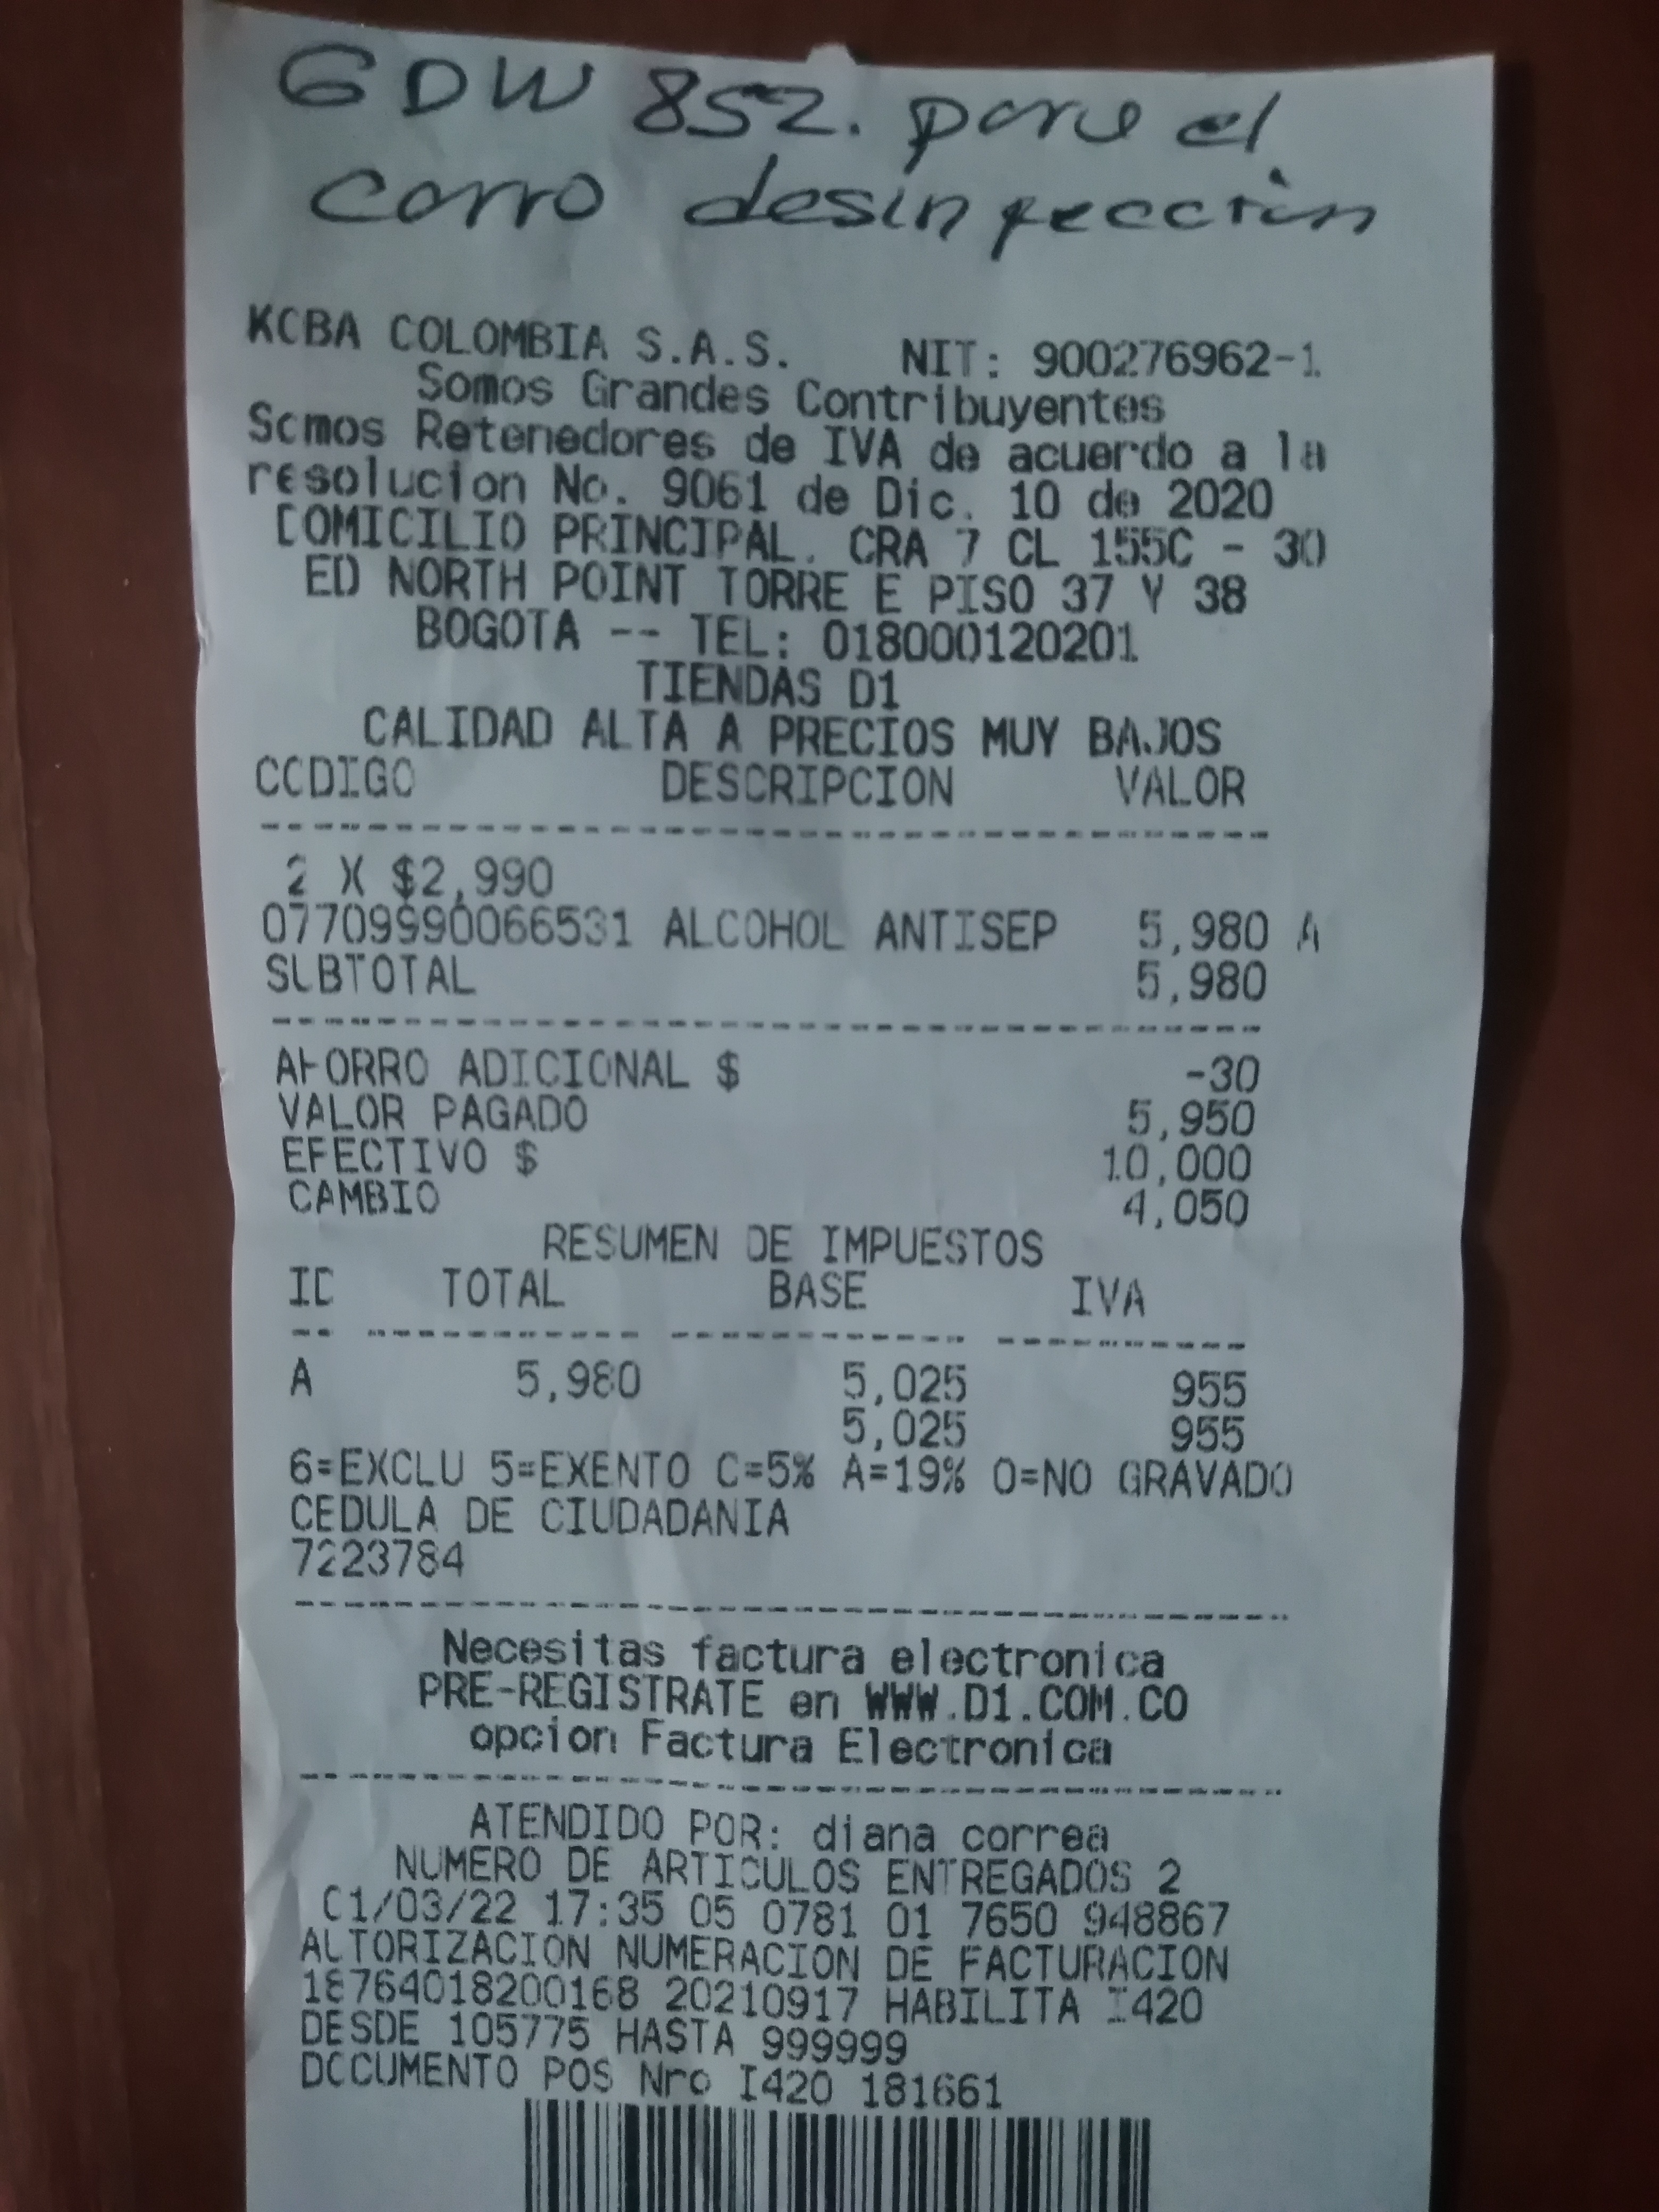 GDW 852. para el
carro desinfección
KOBA COLOMBIA S.A.S. NIT: 900276962-1
Somos Grandes Contribuyentes
Somos Retenedores de IVA de acuerdo a la
resolucion No. 9061 de Dic. 10 de 2020
DOMICILIO PRINCIPAL. CRA 7 CL 155C - 30
ED NORTH POINT TORRE E PISO 37 Y 38
BOGOTA -- TEL: 018000120201
TIENDAS D1
CALIDAD ALTA A PRECIOS MUY BAJOS
CODIGO DESCRIPCION VALOR
2 X $2,990
07709990066531 ALCOHOL ANTISEP 5,980 A
SUBTOTAL 5,980
AHORRO ADICIONAL $ -30
VALOR PAGADO 5,950
EFECTIVO $ 10,000
CAMBIO 4,050
RESUMEN DE IMPUESTOS
ID TOTAL BASE IVA
A 5,980 5,025 955
5,025 955
6=EXCLU 5=EXENTO C=5% A=19% O=NO GRAVADO
CEDULA DE CIUDADANIA
7223784
Necesitas factura electronica
PRE-REGISTRATE en WWW.D1.COM.CO
opcion Factura Electronica
ATENDIDO POR: diana correa
NUMERO DE ARTICULOS ENTREGADOS 2
01/03/22 17:35 05 0781 01 7650 948867
AUTORIZACION NUMERACION DE FACTURACION
18764018200168 20210917 HABILITA I420
DESDE 105775 HASTA 999999
DOCUMENTO POS Nro I420 181661